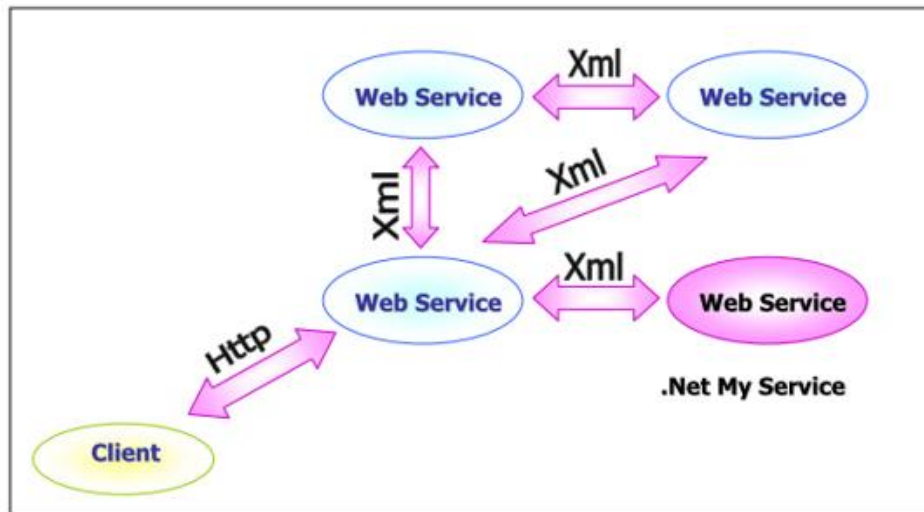 Xml
Web Service
Web Service
Xml
Xml
Xml
Web Service
Web Service
Http
.Net My Service
Client